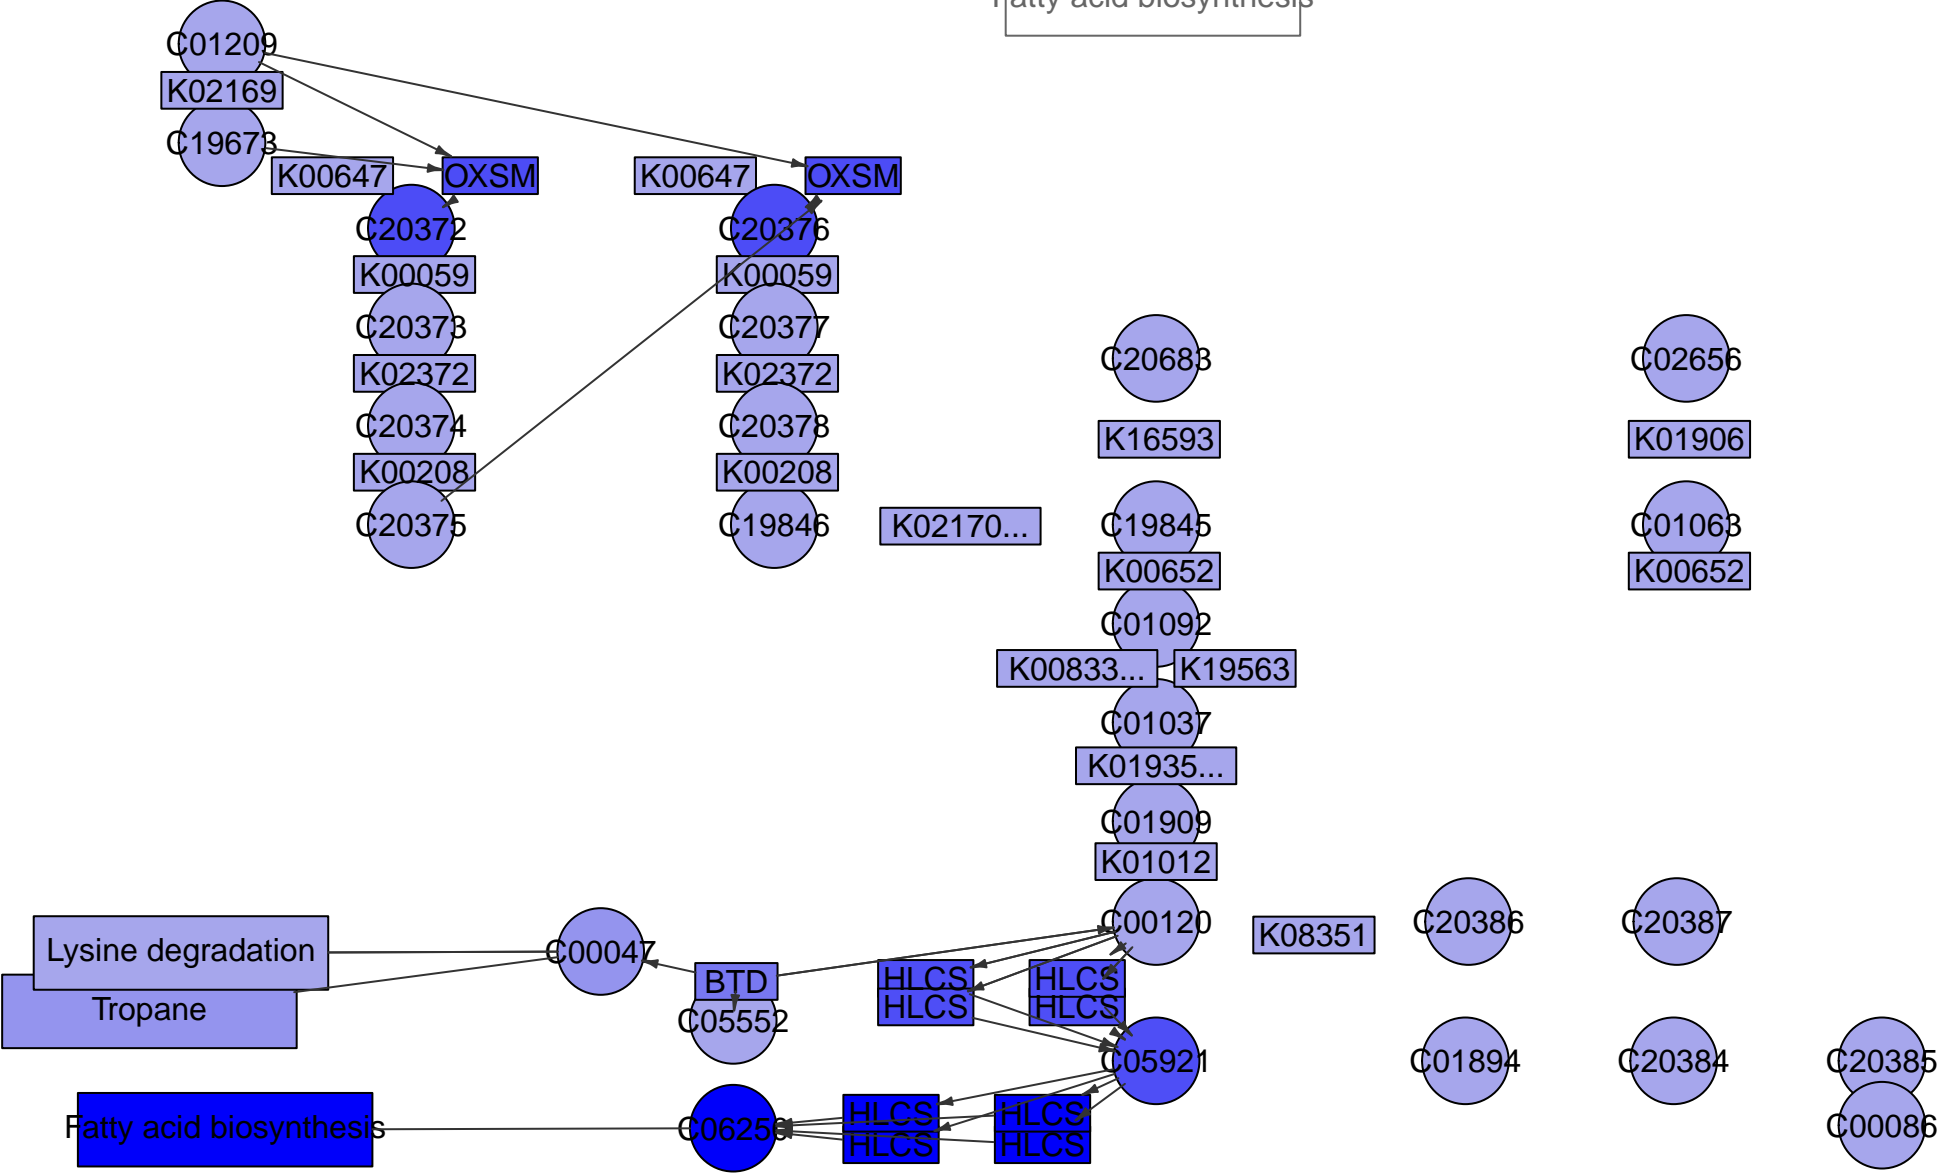 Fatty acid biosynthesis
C01209
K02169
C19673
K00647
OXSM
K00647
OXSM
C20372
C20376
K00059
K00059
C20373
C20377
C20683
C02656
K02372
K02372
C20374
C20378
K16593
K01906
K00208
K00208
C20375
C19846
K02170...
C19845
C01063
K00652
K00652
C01092
K00833...
K19563
C01037
K01935...
C01909
K01012
C00120
K08351
C20386
C20387
Lysine degradation
C00047
BTD
HLCS
HLCS
Tropane
HLCS
HLCS
C05552
C05921
C01894
C20384
C20385
Fatty acid biosynthesis
C06250
HLCS
HLCS
HLCS
HLCS
C00086